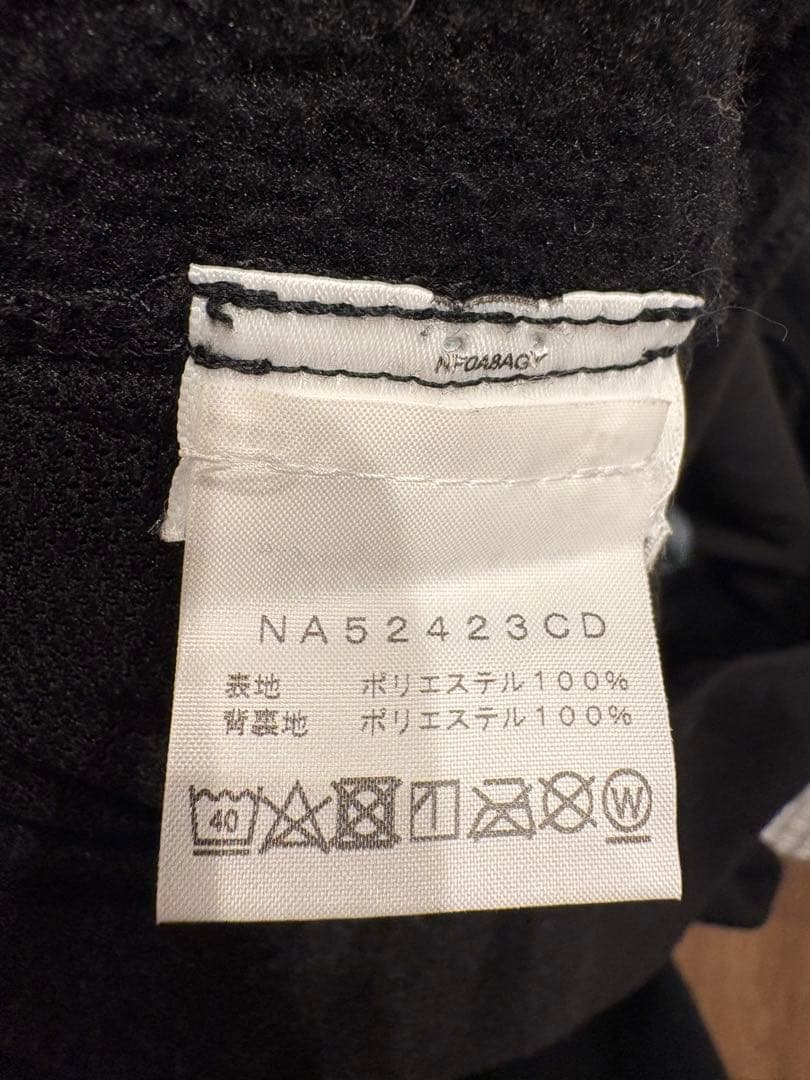 NF0A8AGY
NA52423CD
表地 ポリエステル100%
背裏地 ポリエステル100%
40
W